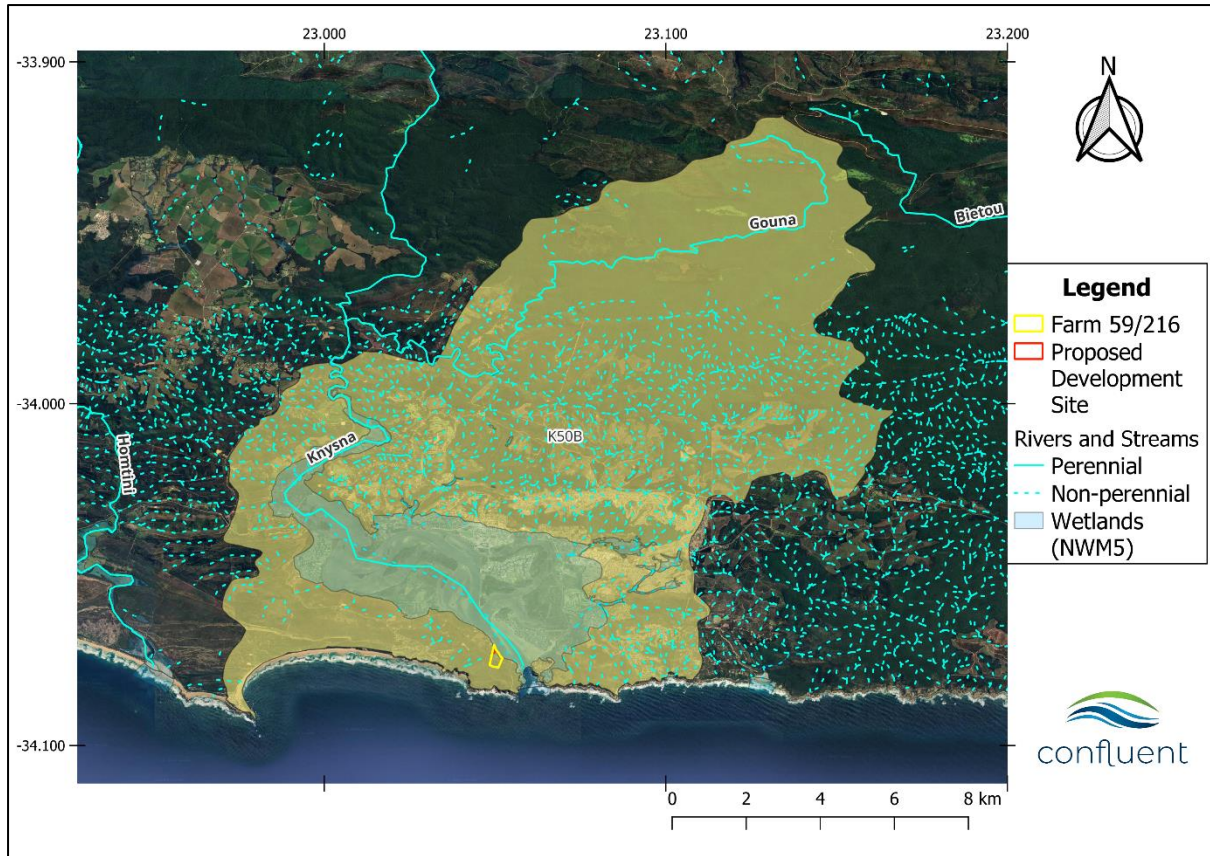 23.000
23.100
23.200
-33.900
-34.000
-34.100
N
Gouna
Bietou
Knysna
Homtini
K50B
Legend
Farm 59/216
Proposed
Development
Site
Rivers and Streams
Perennial
Non-perennial
Wetlands
(NWM5)
confluent
0 2 4 6 8 km